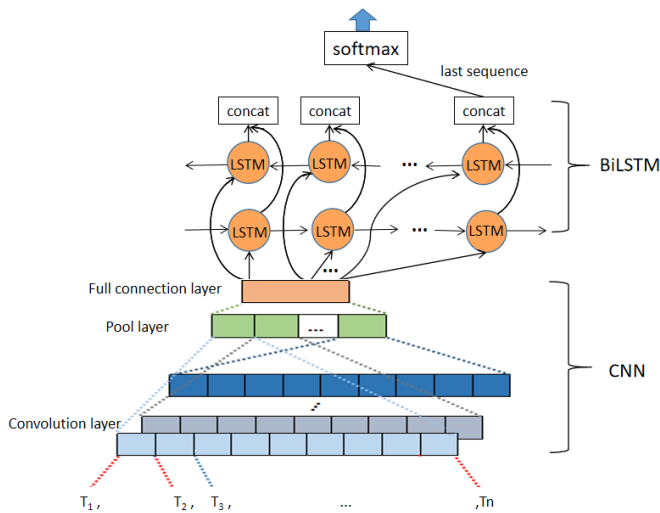 softmax
last sequence
concat
concat
concat
LSTM
LSTM
...
LSTM
BiLSTM
LSTM
LSTM
...
LSTM
...
Full connection layer
Pool layer
...
CNN
...
Convolution layer
T1 , T2 , T3 , ... ,Tn